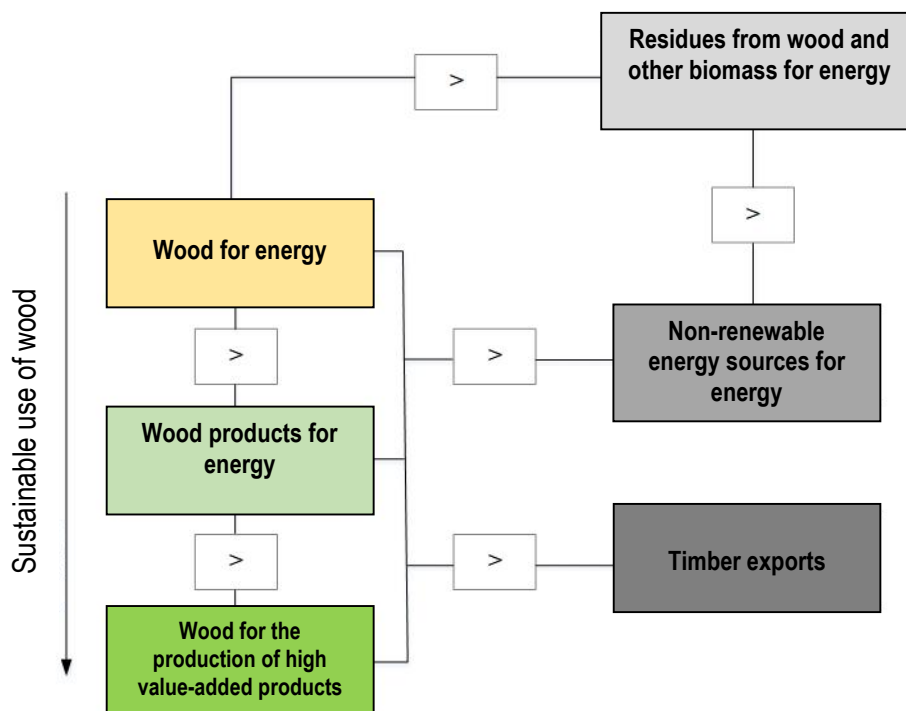 Residues from wood and
other biomass for energy
>
>
Sustainable use of wood
Wood for energy
>
Non-renewable
energy sources for
energy
>
Wood products for
energy
>
Timber exports
>
Wood for the
production of high
value-added products